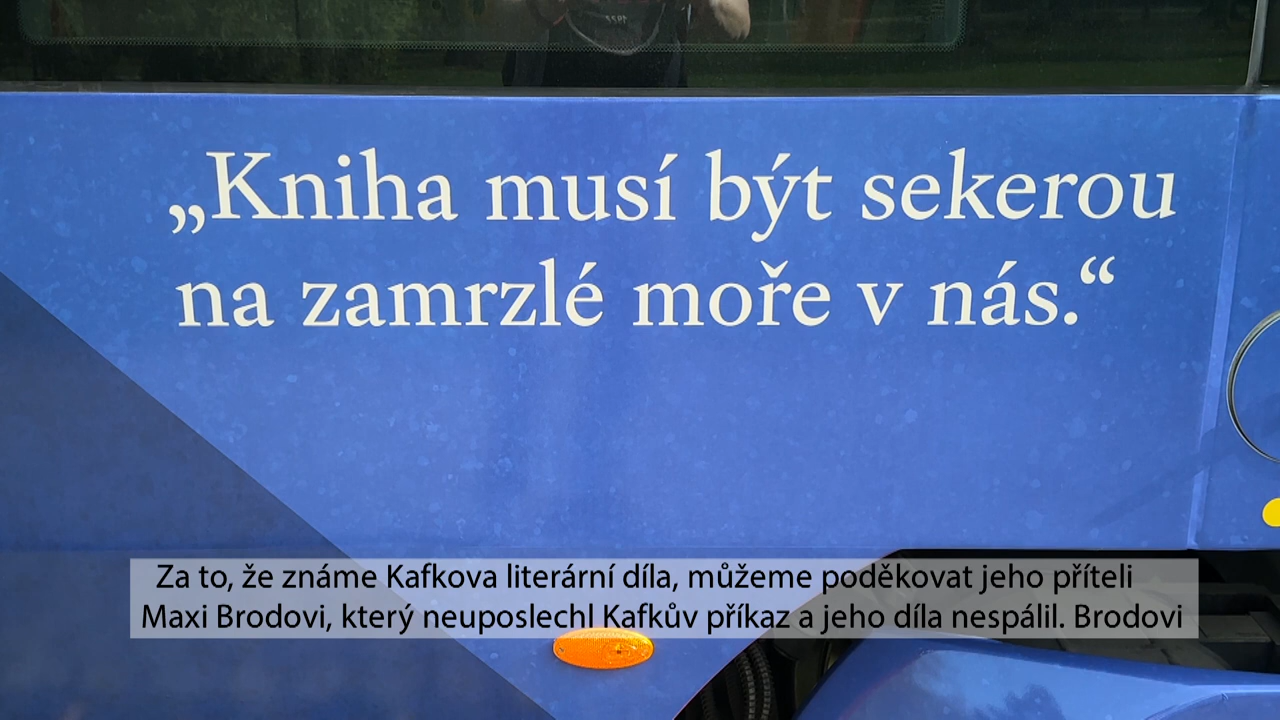 „Kniha musí být sekerou
na zamrzlé moře v nás.“
Za to, že známe Kafkova literární díla, můžeme poděkovat jeho příteli
Maxi Brodovi, který neuposlechl Kafkův příkaz a jeho díla nespálil. Brodovi